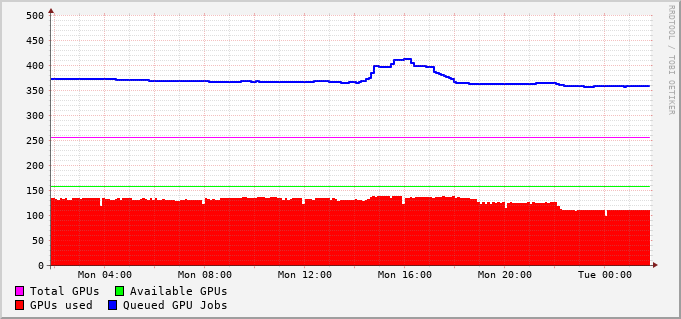 RRDTOOL / TOBI OETIKER
500
450
400
350
300
250
200
150
100
50
0
Mon 04:00 Mon 08:00 Mon 12:00 Mon 16:00 Mon 20:00 Tue 00:00
Total GPUs Available GPUs
GPUs used Queued GPU Jobs